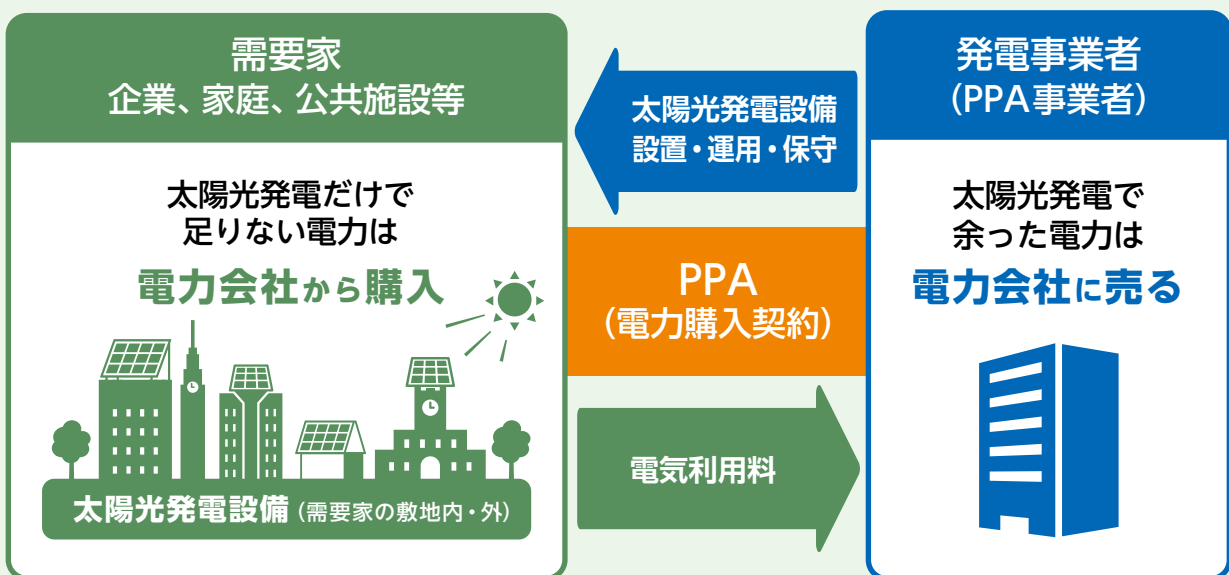 需要家
企業、家庭、公共施設等
太陽光発電だけで
足りない電力は
電力会社から購入
太陽光発電設備(需要家の敷地内・外)
太陽光発電設備
設置・運用・保守
PPA
(電力購入契約)
電気利用料
発電事業者
(PPA事業者)
太陽光発電で
余った電力は
電力会社に売る